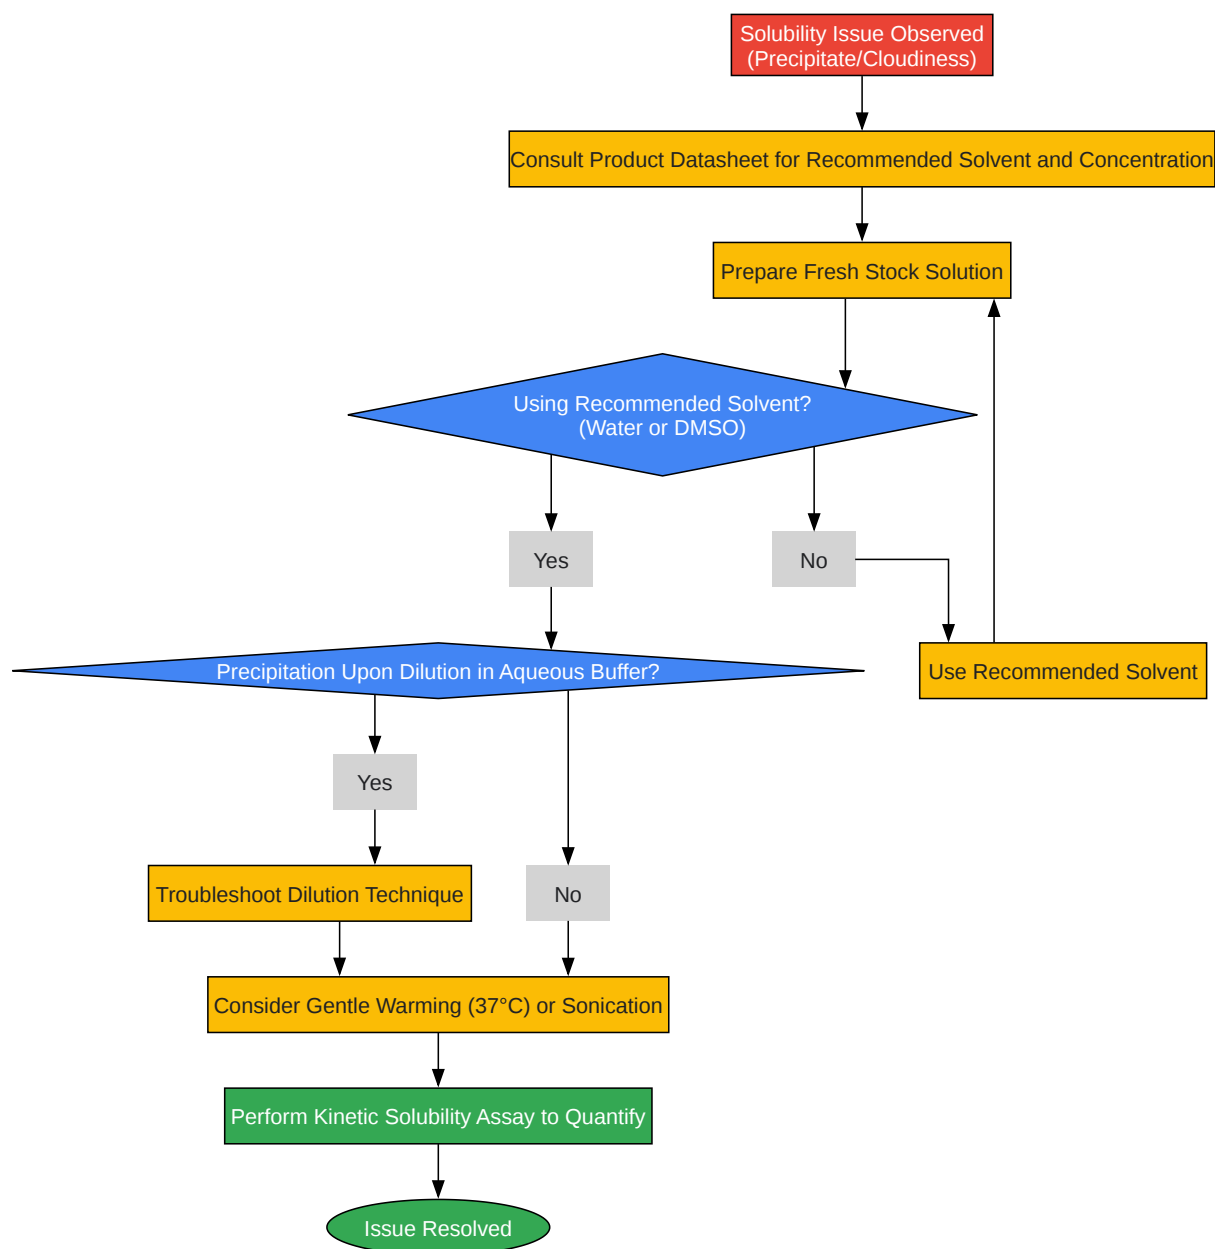 Solubility Issue Observed
(Precipitate/Cloudiness)
Consult Product Datasheet for Recommended Solvent and Concentration
Prepare Fresh Stock Solution
Using Recommended Solvent?
(Water or DMSO)
Yes
No
Precipitation Upon Dilution in Aqueous Buffer?
Use Recommended Solvent
Yes
Troubleshoot Dilution Technique
No
Consider Gentle Warming (37°C) or Sonication
Perform Kinetic Solubility Assay to Quantify
Issue Resolved